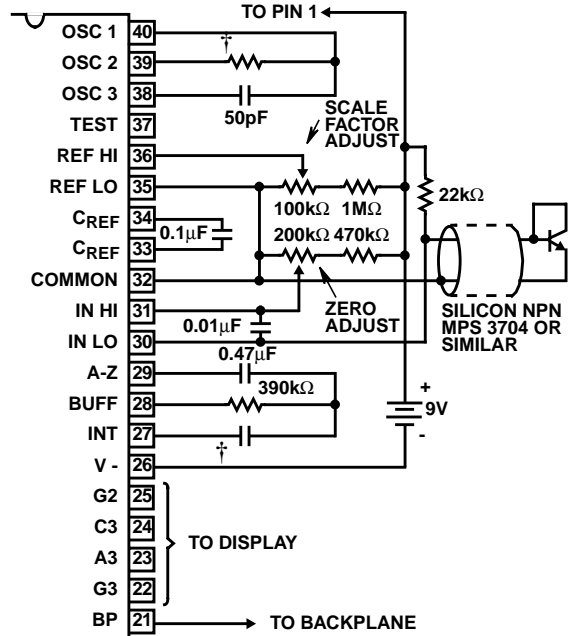 TO PIN 1
OSC 1 40
OSC 2 39
†
OSC 3 38
50pF
TEST 37
SCALE
FACTOR
ADJUST
REF HI 36
REF LO 35
100kΩ 1MΩ
22kΩ
CREF 34
0.1μF
CREF 33
200kΩ 470kΩ
COMMON 32
IN HI 31
0.01μF
ZERO
ADJUST
SILICON NPN
MPS 3704 OR
SIMILAR
IN LO 30
0.47μF
A-Z 29
390kΩ
BUFF 28
+
9V
-
INT 27
†
V - 26
G2 25
C3 24
TO DISPLAY
A3 23
G3 22
BP 21
TO BACKPLANE